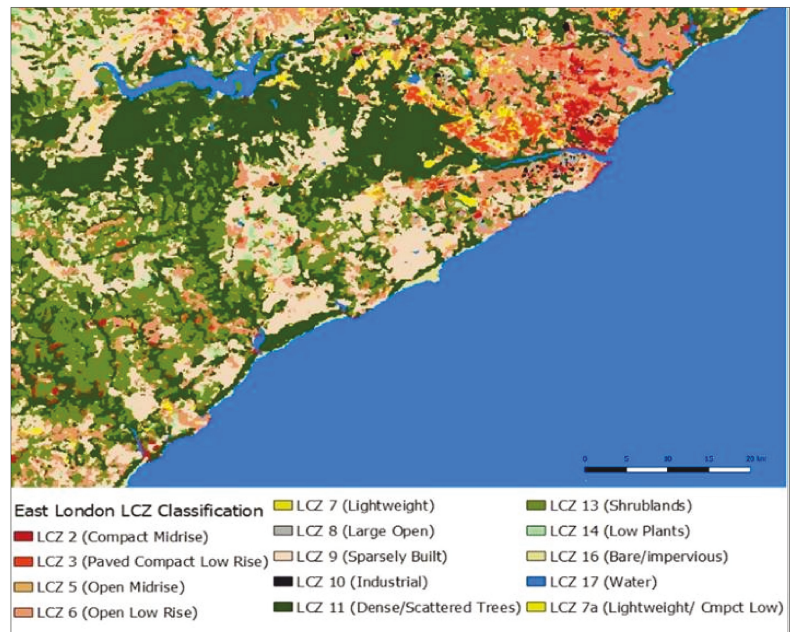 0 5 10 15 20 km
East London LCZ Classification
LCZ 2 (Compact Midrise)
LCZ 3 (Paved Compact Low Rise)
LCZ 5 (Open Midrise)
LCZ 6 (Open Low Rise)
LCZ 7 (Lightweight)
LCZ 8 (Large Open)
LCZ 9 (Sparsely Built)
LCZ 10 (Industrial)
LCZ 11 (Dense/Scattered Trees)
LCZ 13 (Shrublands)
LCZ 14 (Low Plants)
LCZ 16 (Bare/impervious)
LCZ 17 (Water)
LCZ 7a (Lightweight/ Cmpct Low)